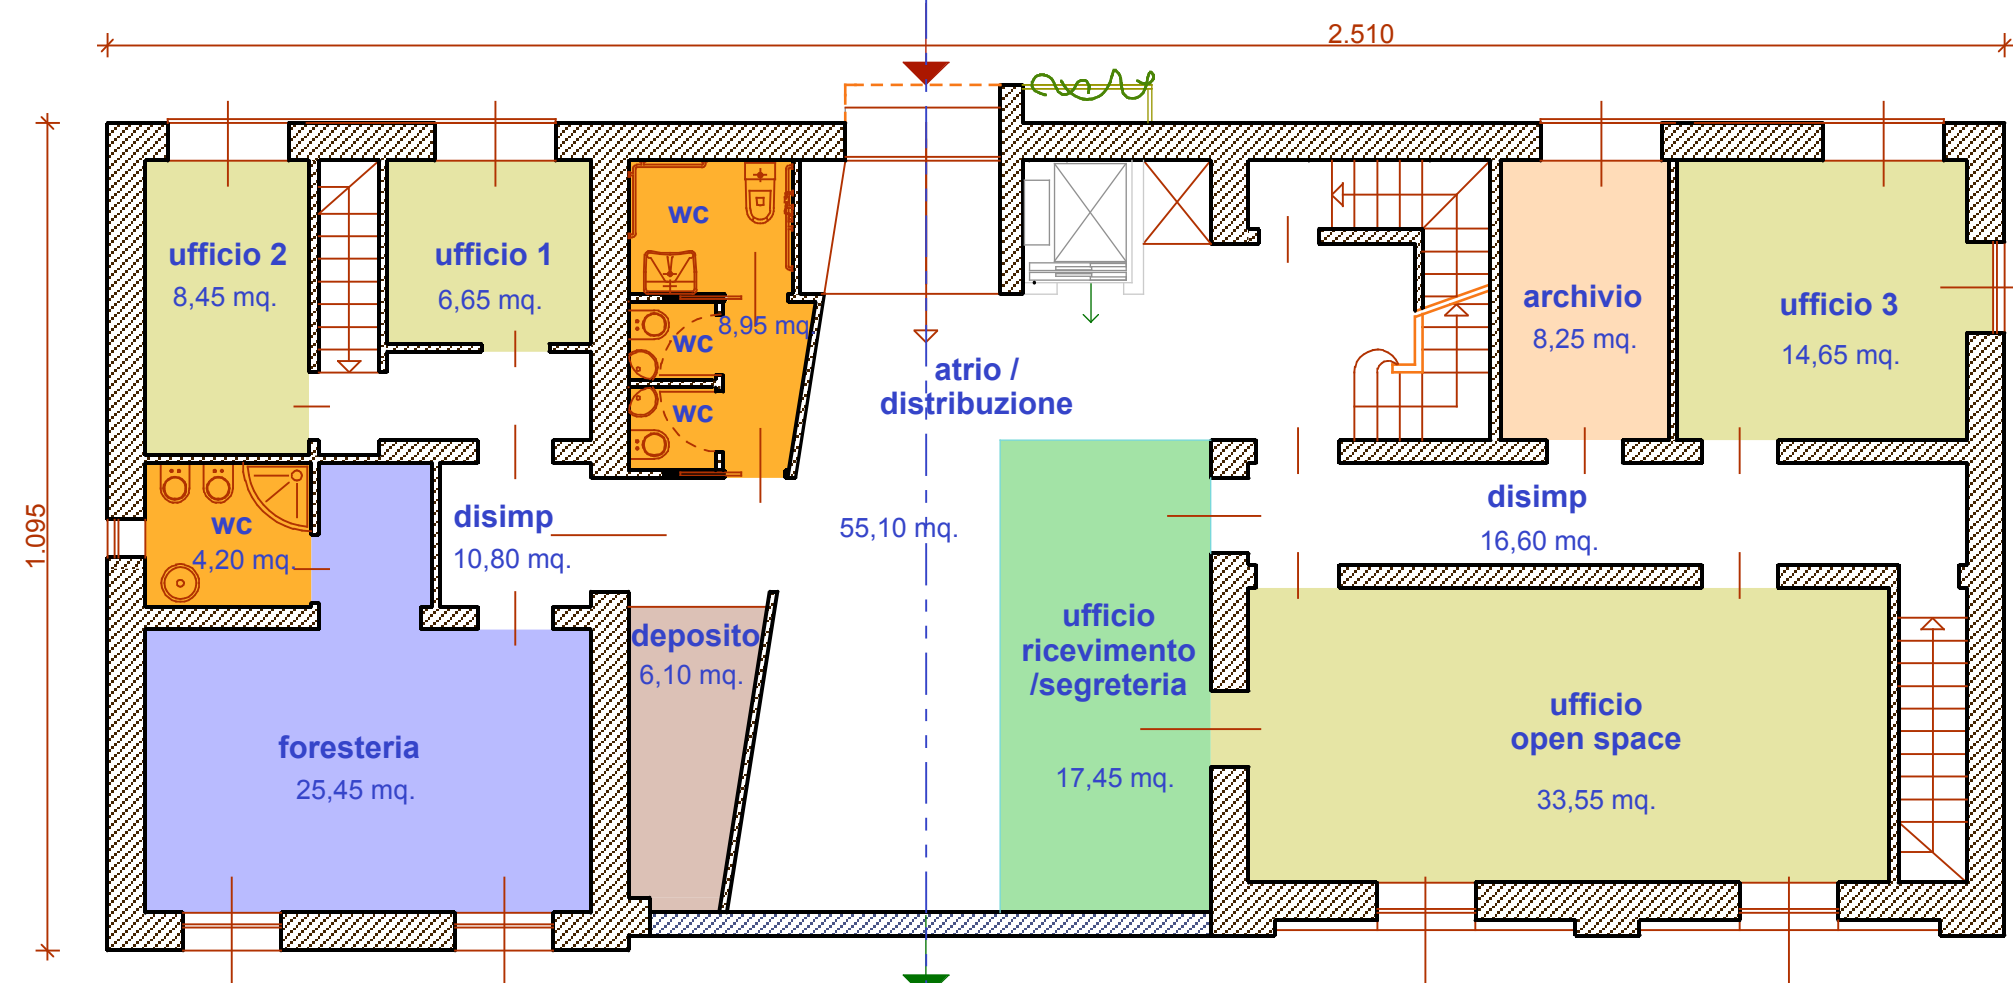 2.510
1.095
ufficio 2
8,45 mq.
ufficio 1
6,65 mq.
wc
wc
8,95 mq
wc
atrio /
distribuzione
55,10 mq.
archivio
8,25 mq.
ufficio 3
14,65 mq.
wc
4,20 mq.
disimp
10,80 mq.
disimp
16,60 mq.
deposito
6,10 mq.
ufficio
ricevimento
/segreteria
17,45 mq.
foresteria
25,45 mq.
ufficio
open space
33,55 mq.